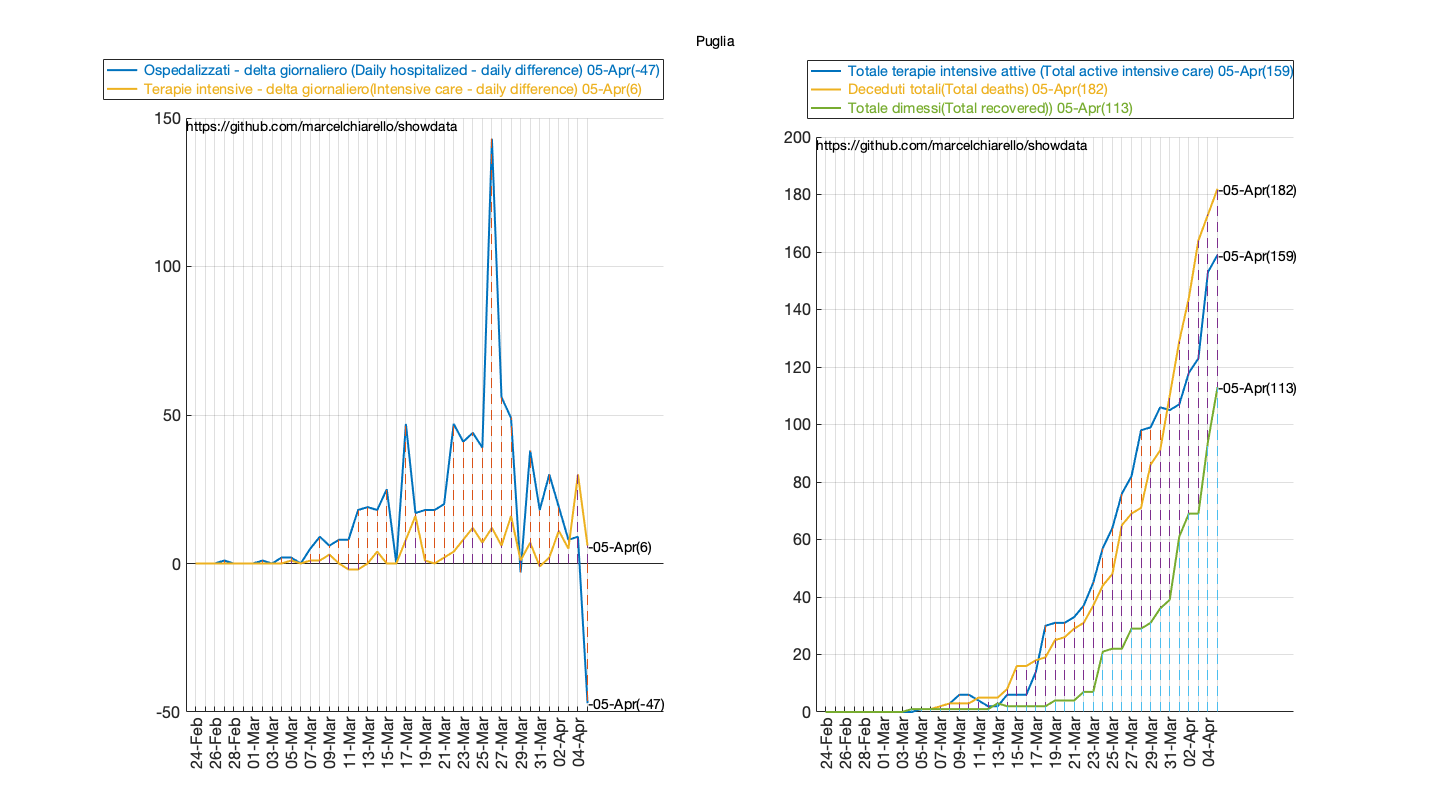 Puglia
Ospedalizzati - delta giornaliero (Daily hospitalized - daily difference) 05-Apr(-47)
Terapie intensive - delta giornaliero(Intensive care - daily difference) 05-Apr(6)
https://github.com/marcelchiarello/showdata
150
100
50
0
-50
-05-Apr(6)
-05-Apr(-47)
24-Feb
26-Feb
28-Feb
01-Mar
03-Mar
05-Mar
07-Mar
09-Mar
11-Mar
13-Mar
15-Mar
17-Mar
19-Mar
21-Mar
23-Mar
25-Mar
27-Mar
29-Mar
31-Mar
02-Apr
04-Apr
Totale terapie intensive attive (Total active intensive care) 05-Apr(159)
Deceduti totali(Total deaths) 05-Apr(182)
Totale dimessi(Total recovered)) 05-Apr(113)
https://github.com/marcelchiarello/showdata
200
180
160
140
120
100
80
60
40
20
0
-05-Apr(182)
-05-Apr(159)
-05-Apr(113)
24-Feb
26-Feb
28-Feb
01-Mar
03-Mar
05-Mar
07-Mar
09-Mar
11-Mar
13-Mar
15-Mar
17-Mar
19-Mar
21-Mar
23-Mar
25-Mar
27-Mar
29-Mar
31-Mar
02-Apr
04-Apr